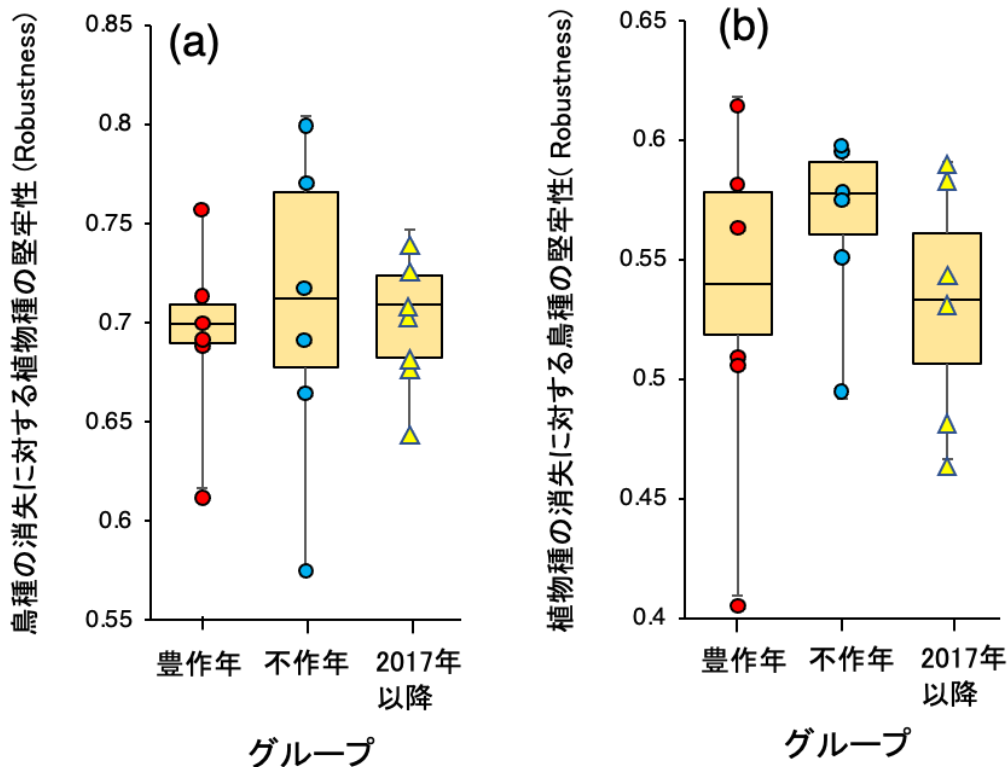 (a)
鳥種の消失に対する植物種の堅牢性 (Robustness)
0.85
0.8
0.75
0.7
0.65
0.6
0.55
豊作年
不作年
2017年
以降
グループ
(b)
植物種の消失に対する鳥種の堅牢性( Robustness)
0.65
0.6
0.55
0.5
0.45
0.4
豊作年
不作年
2017年
以降
グループ